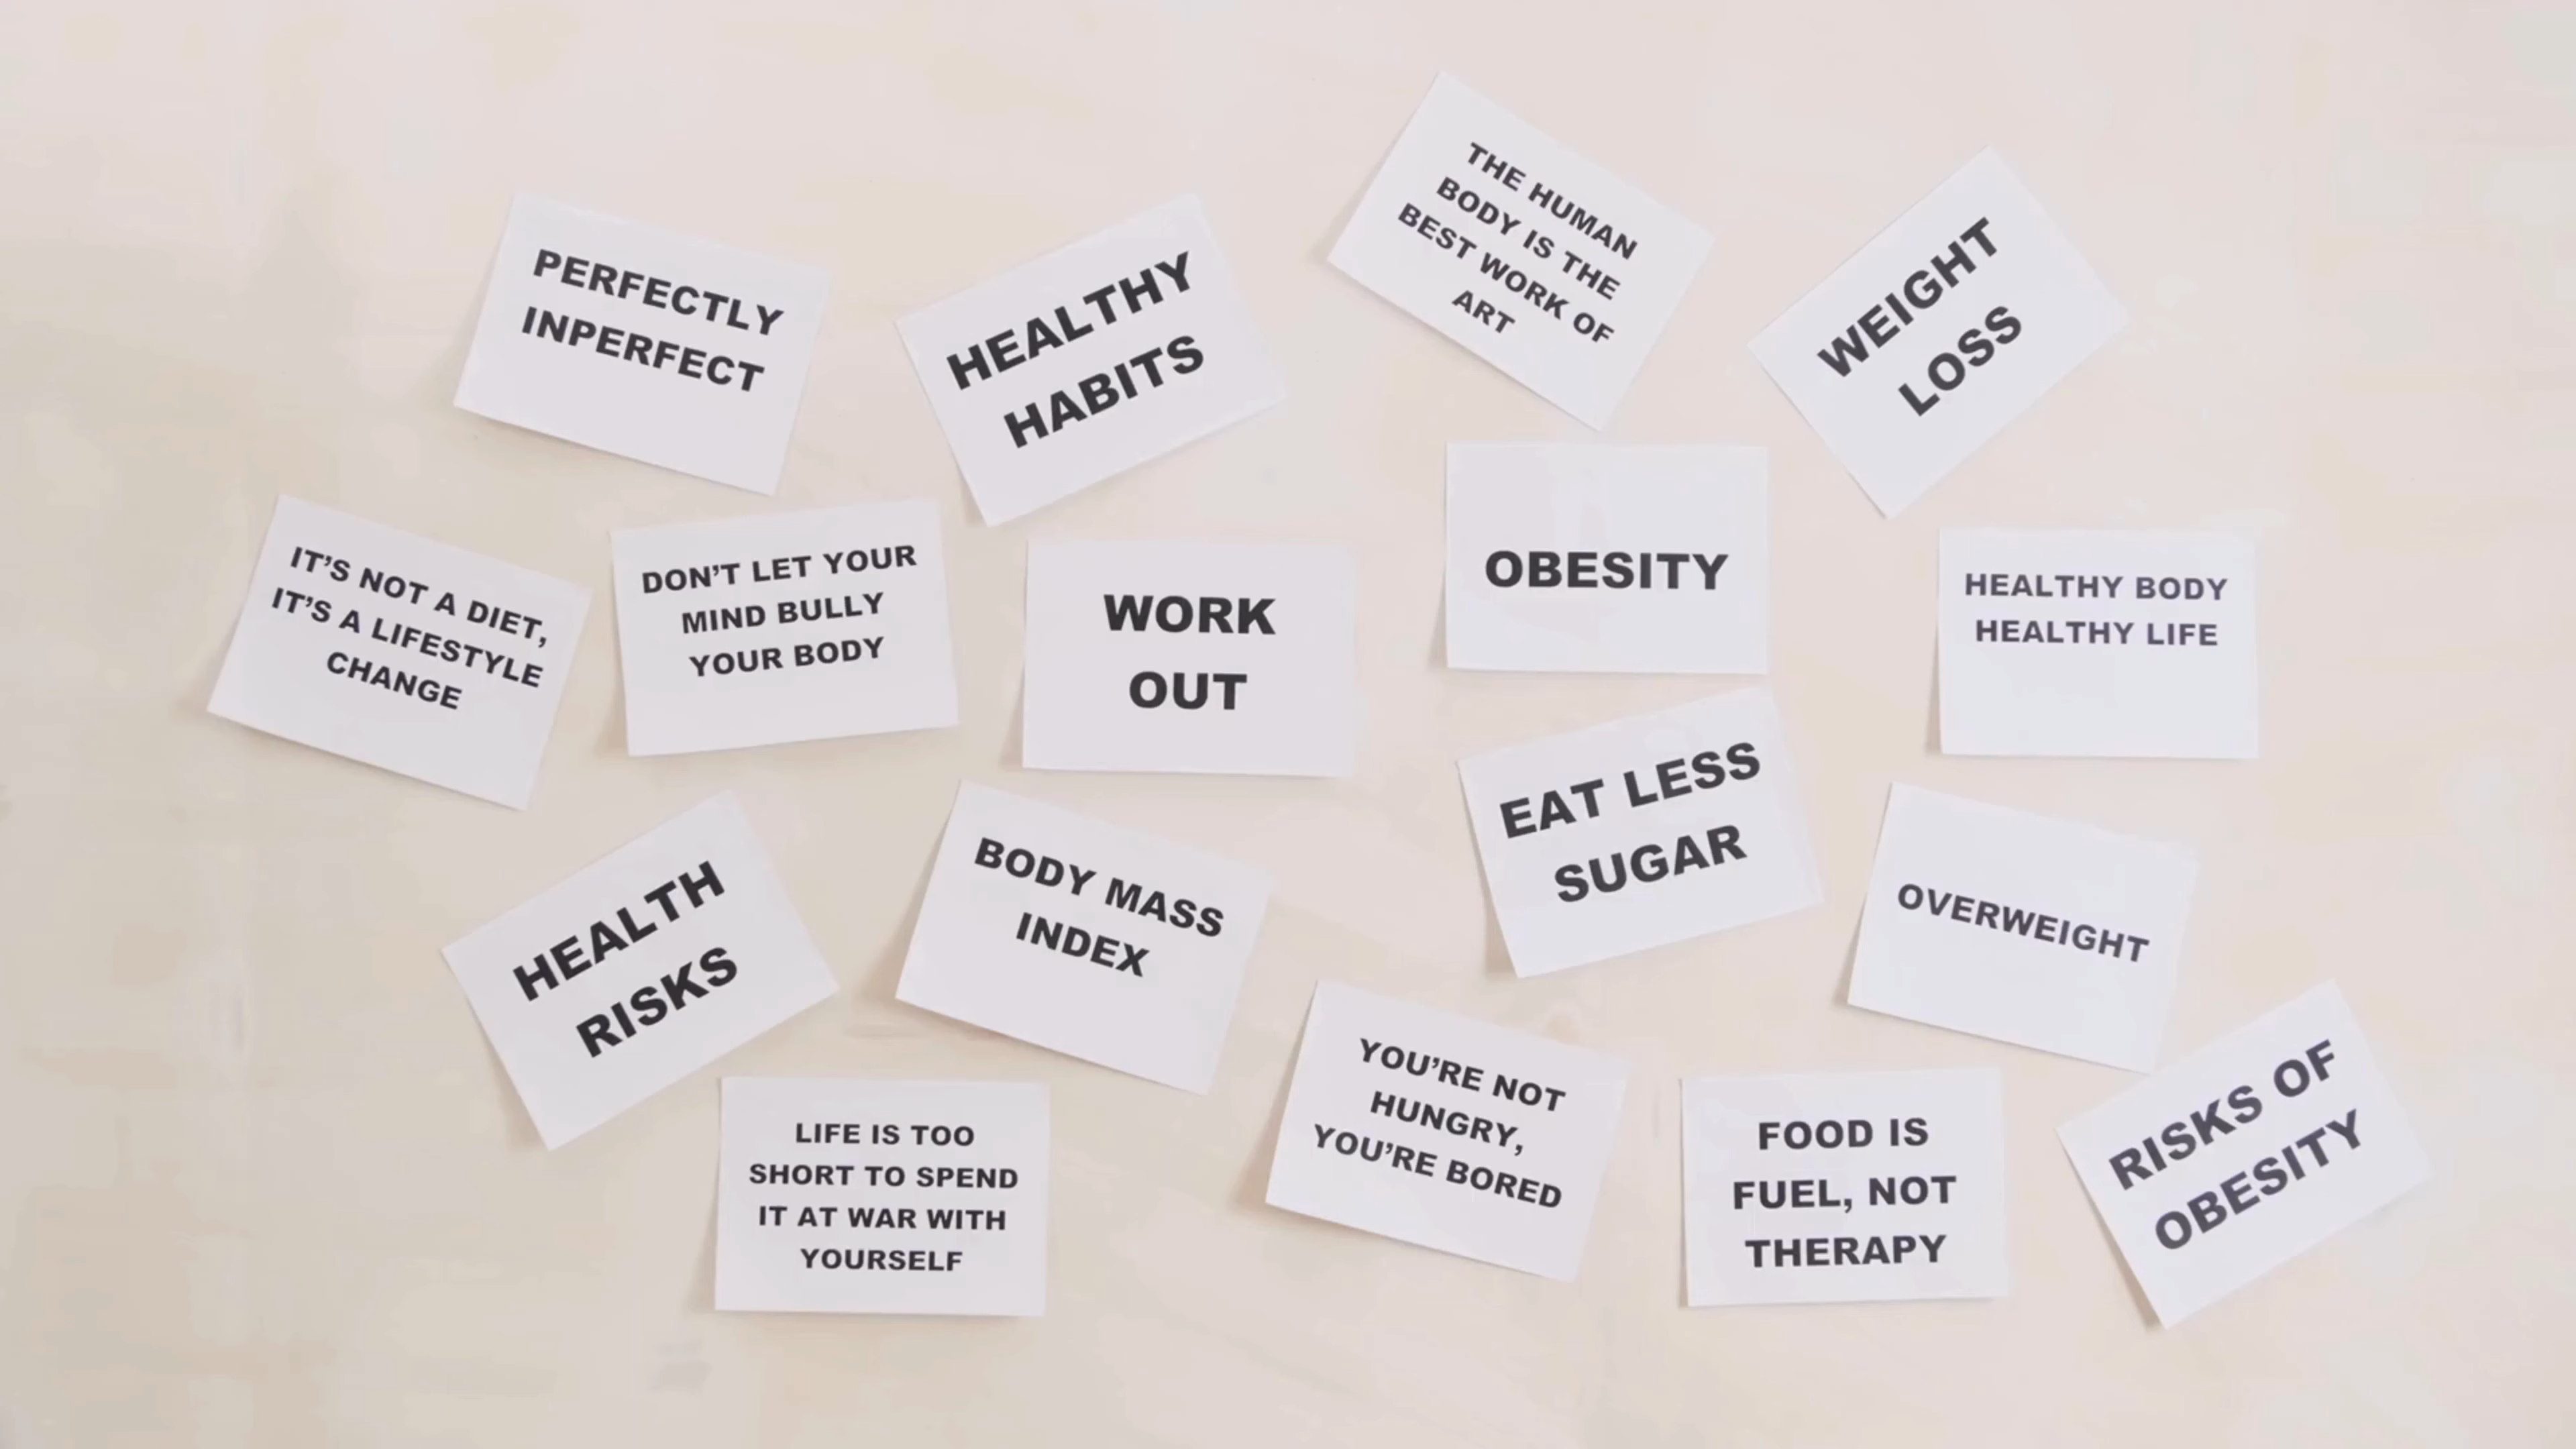 PERFECTLY
INPERFECT
HEALTHY
HABITS
THE HUMAN
BODY IS THE
BEST WORK OF
ART
WEIGHT
LOSS
IT'S NOT A DIET,
IT'S A LIFESTYLE
CHANGE
DON'T LET YOUR
MIND BULLY
YOUR BODY
WORK
OUT
OBESITY
HEALTHY BODY
HEALTHY LIFE
HEALTH
RISKS
BODY MASS
INDEX
EAT LESS
SUGAR
OVERWEIGHT
LIFE IS TOO
SHORT TO SPEND
IT AT WAR WITH
YOURSELF
YOU'RE NOT
HUNGRY,
YOU'RE BORED
FOOD IS
FUEL, NOT
THERAPY
RISKS OF
OBESITY